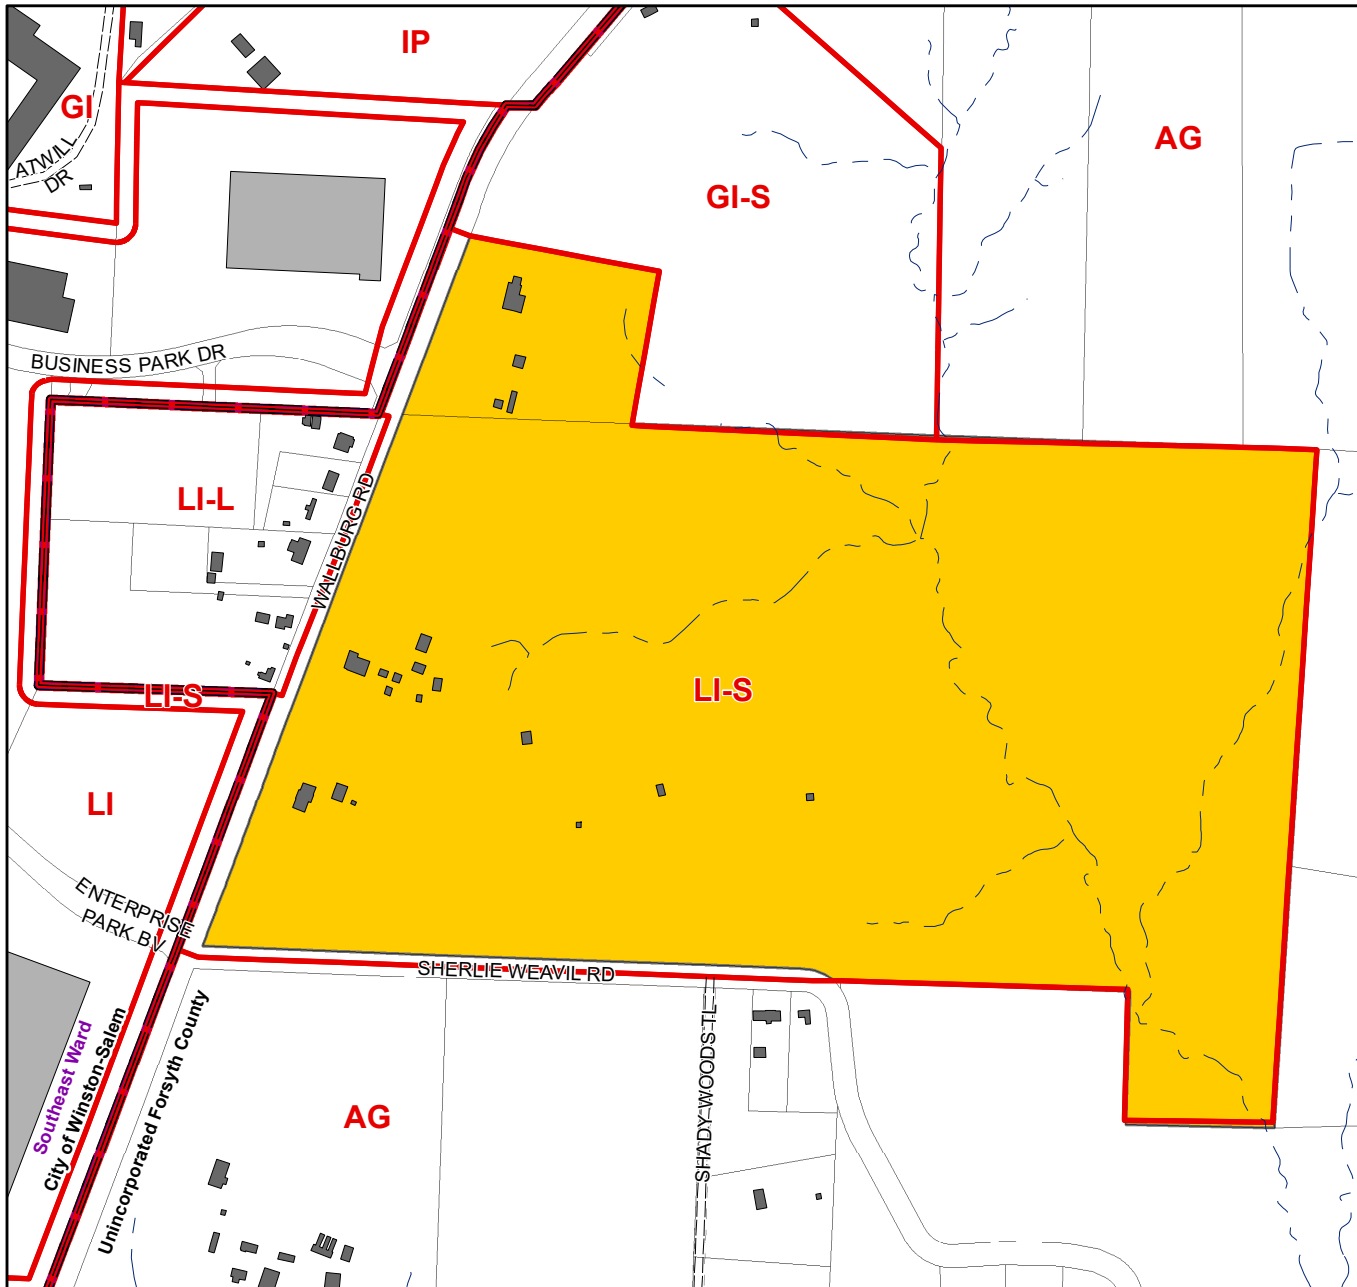 IP
GI
AG
ATWILL
DR
GI-S
BUSINESS PARK DR
LI-L
WALLBURG RD
LI-S
LI-S
LI
ENTERPRISE
PARK BV
SHERLIE WEAVIL RD
SHADY WOODS TL
Southeast Ward
City of Winston-Salem
Unincorporated Forsyth County
AG